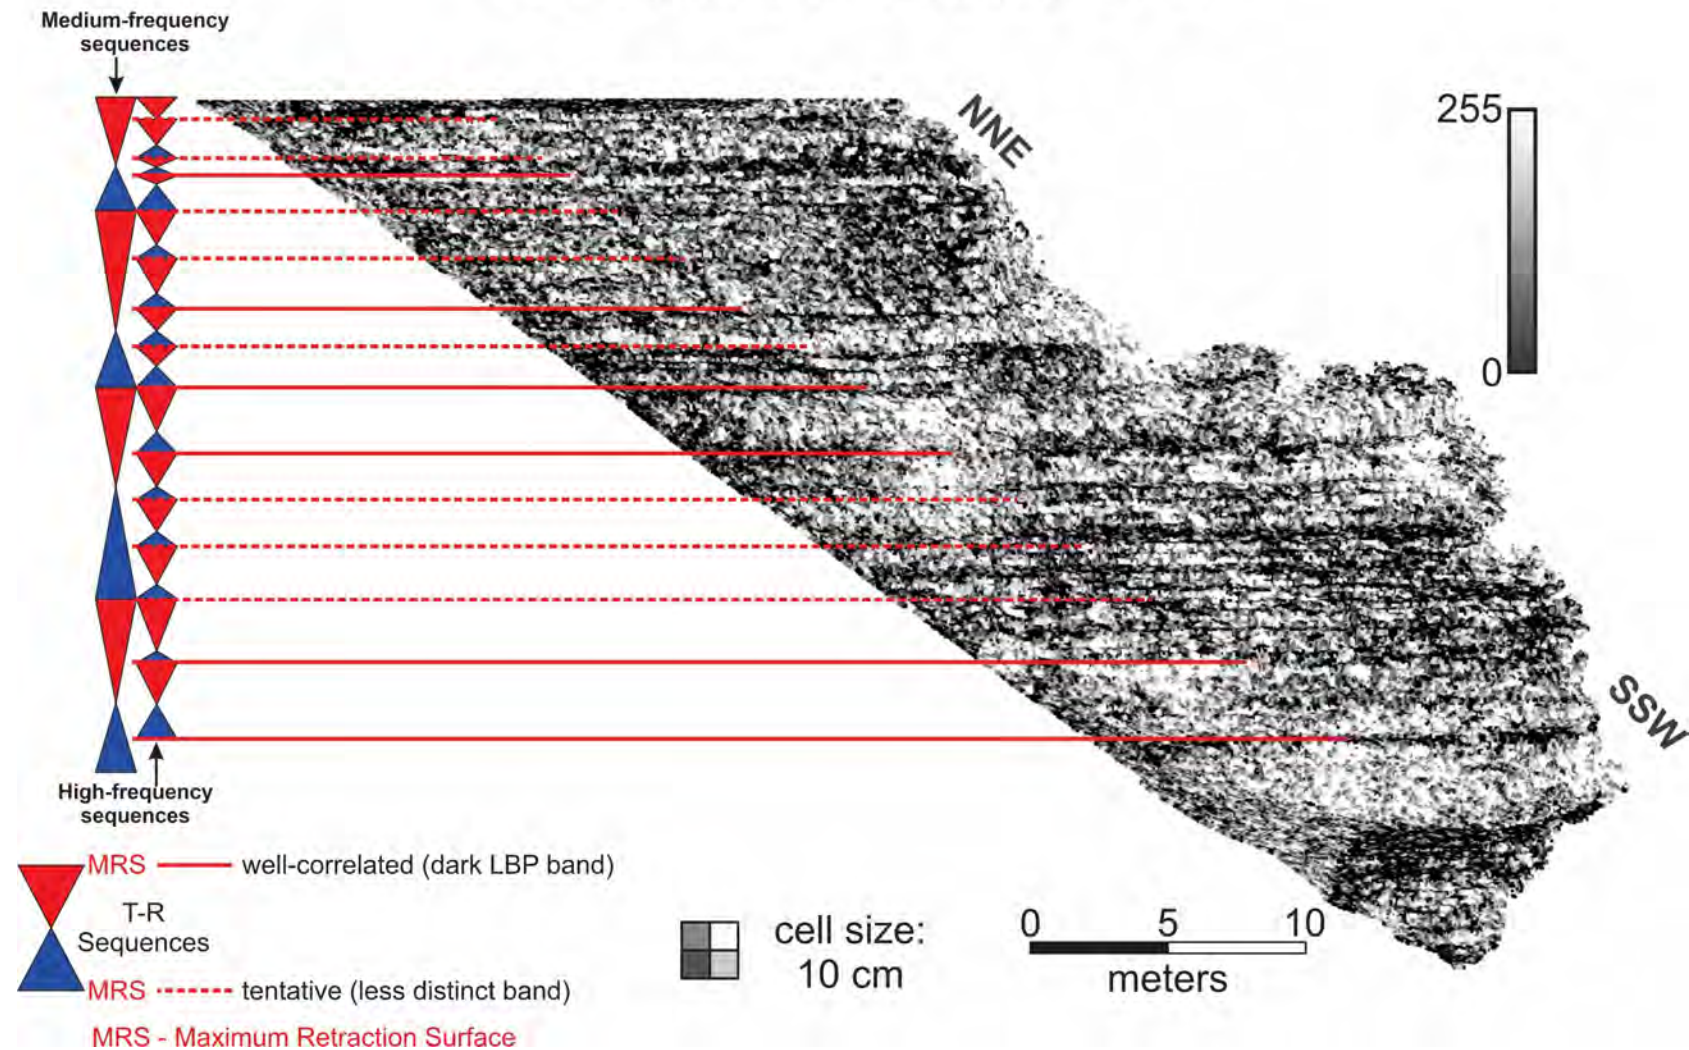 Medium-frequency
sequences
NNE
255
0
SSW
High-frequency
sequences
MRS
well-correlated (dark LBP band)
T-R
Sequences
MRS
tentative (less distinct band)
MRS - Maximum Retraction Surface
cell size:
10 cm
0 5 10
meters